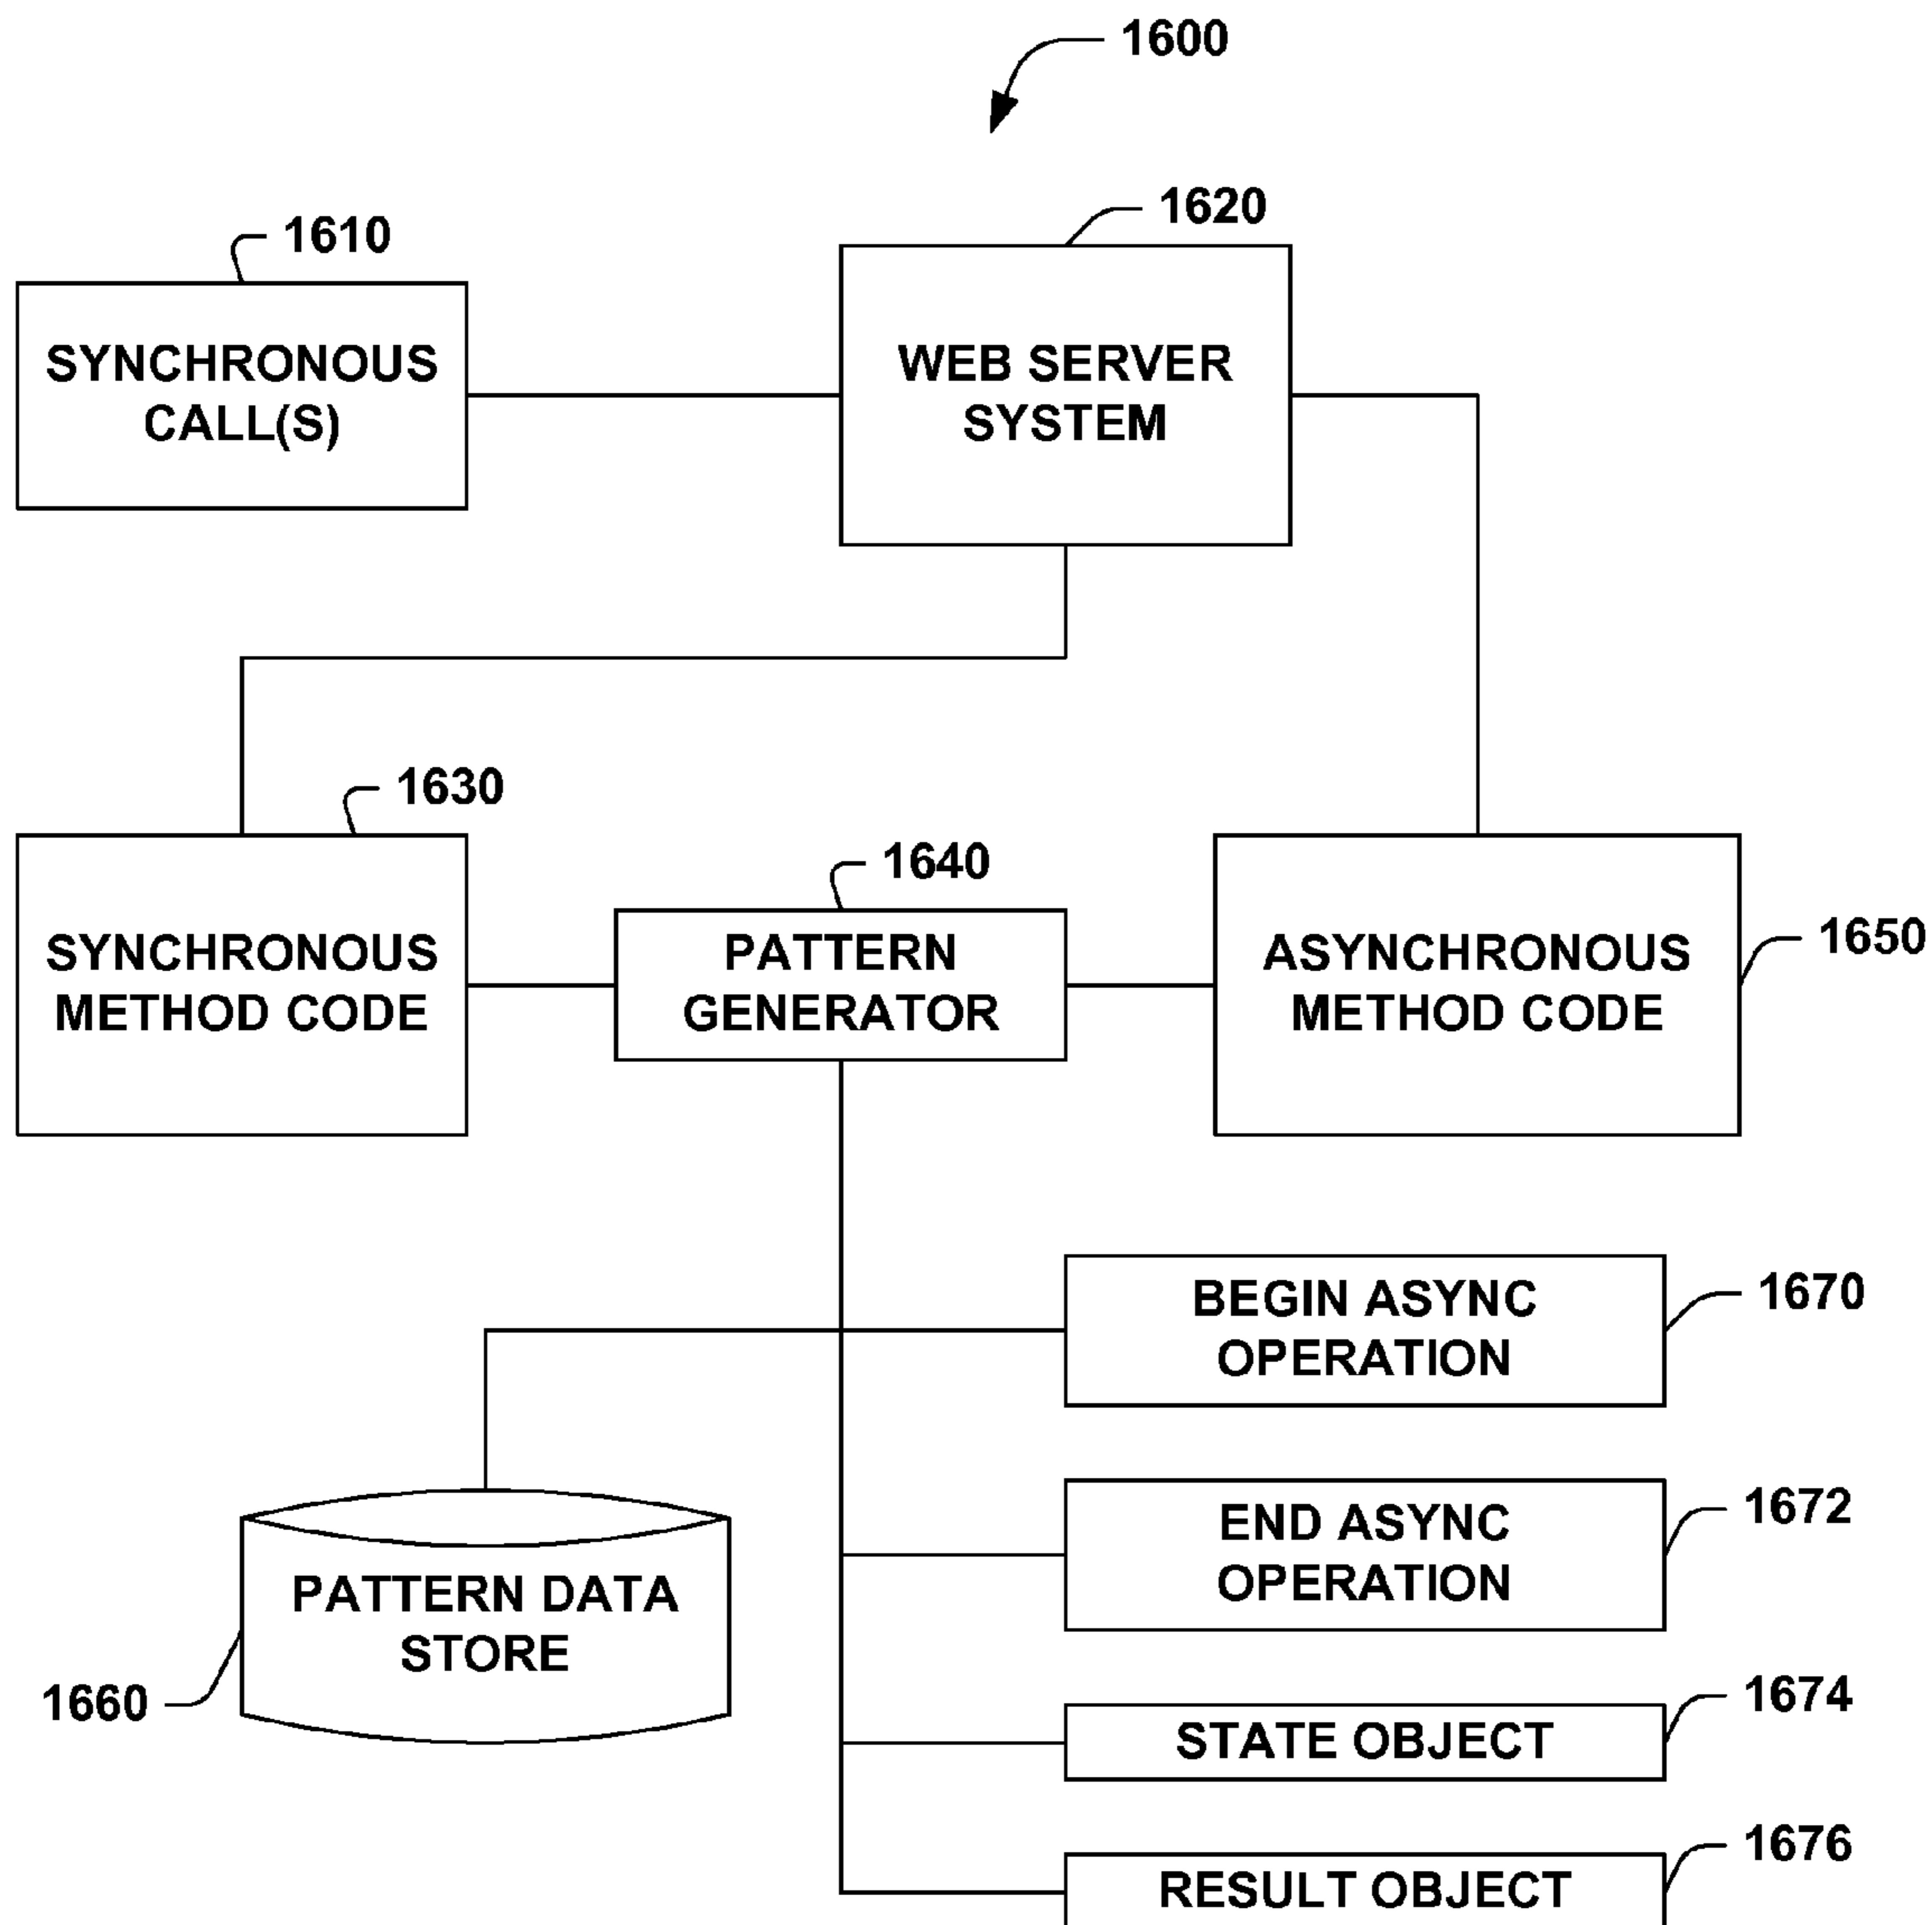 1600
1620
1610
SYNCHRONOUS
CALL(S)
WEB SERVER
SYSTEM
1630
1640
SYNCHRONOUS
METHOD CODE
PATTERN
GENERATOR
ASYNCHRONOUS
METHOD CODE
1650
BEGIN ASYNC
OPERATION
1670
END ASYNC
OPERATION
1672
PATTERN DATA
STORE
1660
STATE OBJECT
1674
RESULT OBJECT
1676